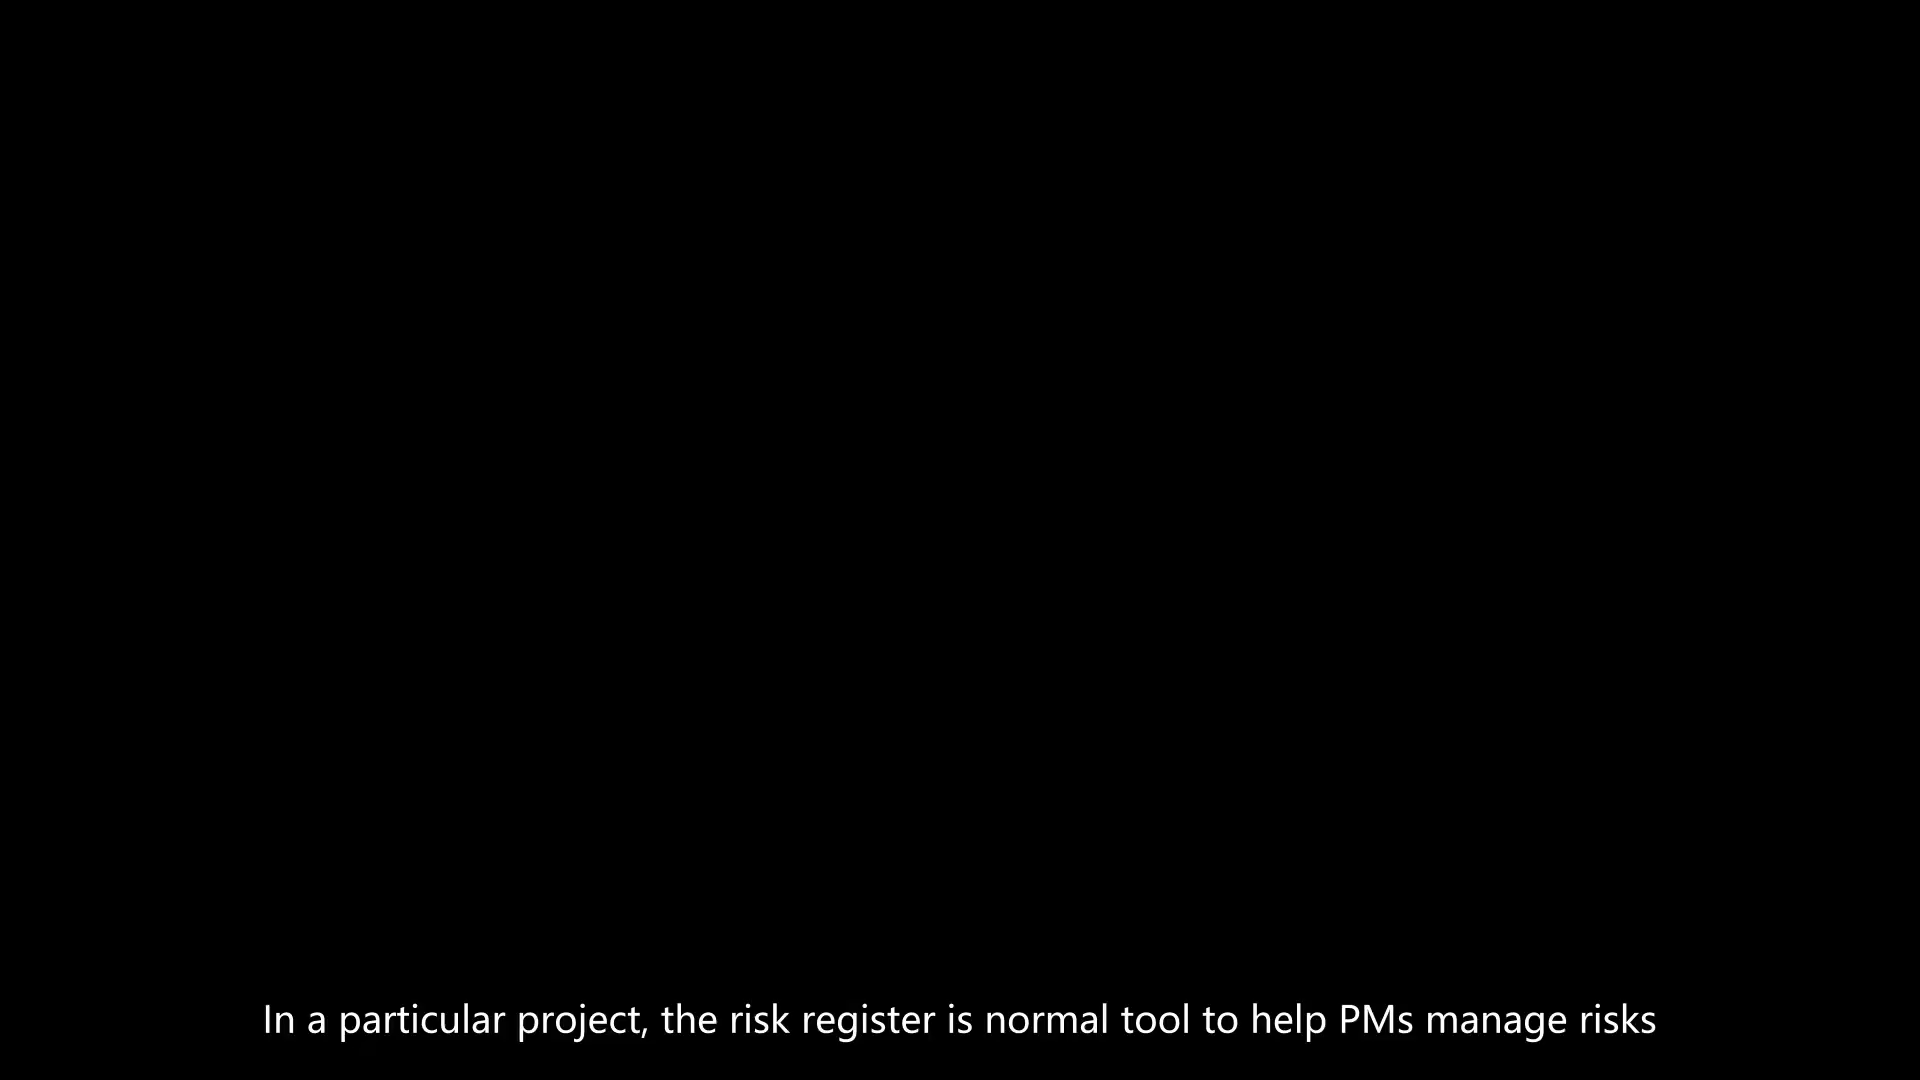 In a particular project, the risk register is normal tool to help PMs manage risks